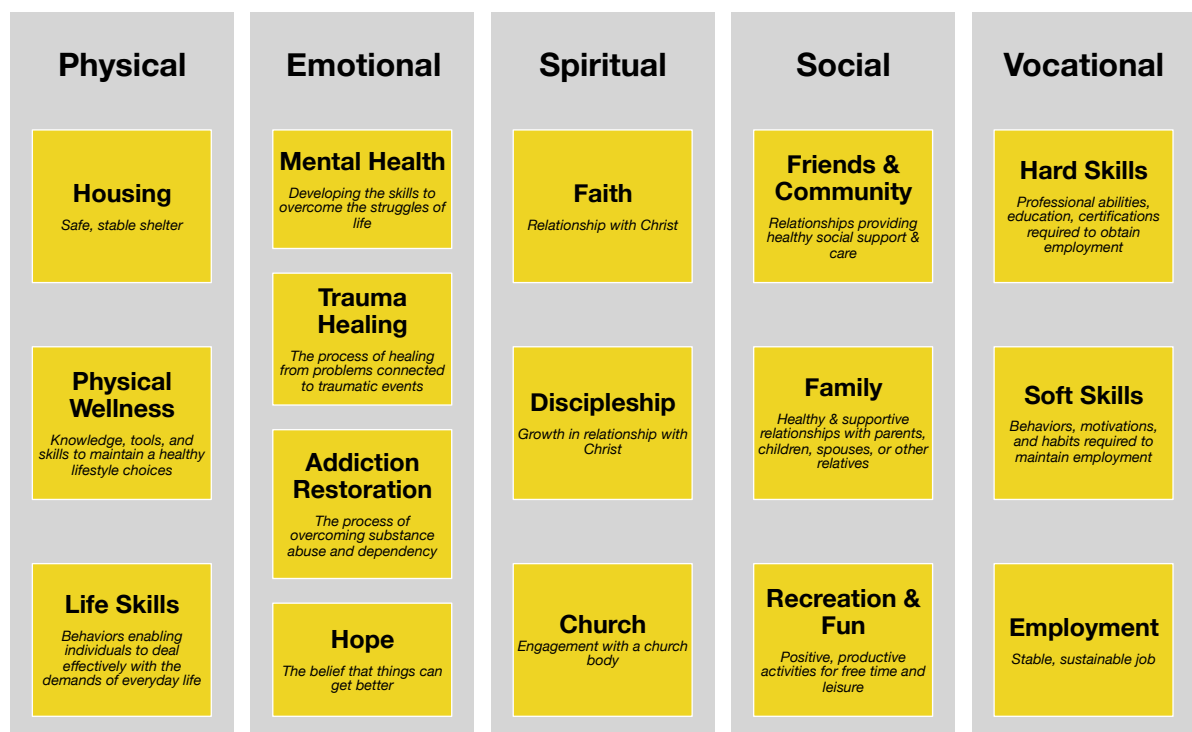 Physical
Housing
Safe, stable shelter
Physical
Wellness
Knowledge, tools, and
skills to maintain a healthy
lifestyle choices
Life Skills
Behaviors enabling
individuals to deal
effectively with the
demands of everyday life
Emotional
Mental Health
Developing the skills to
overcome the struggles of
life
Trauma
Healing
The process of healing
from problems connected
to traumatic events
Addiction
Restoration
The process of
overcoming substance
abuse and dependency
Hope
The belief that things can
get better
Spiritual
Faith
Relationship with Christ
Discipleship
Growth in relationship with
Christ
Church
Engagement with a church
body
Social
Friends &
Community
Relationships providing
healthy social support &
care
Family
Healthy & supportive
relationships with parents,
children, spouses, or other
relatives
Recreation &
Fun
Positive, productive
activities for free time and
leisure
Vocational
Hard Skills
Professional abilities,
education, certifications
required to obtain
employment
Soft Skills
Behaviors, motivations,
and habits required to
maintain employment
Employment
Stable, sustainable job